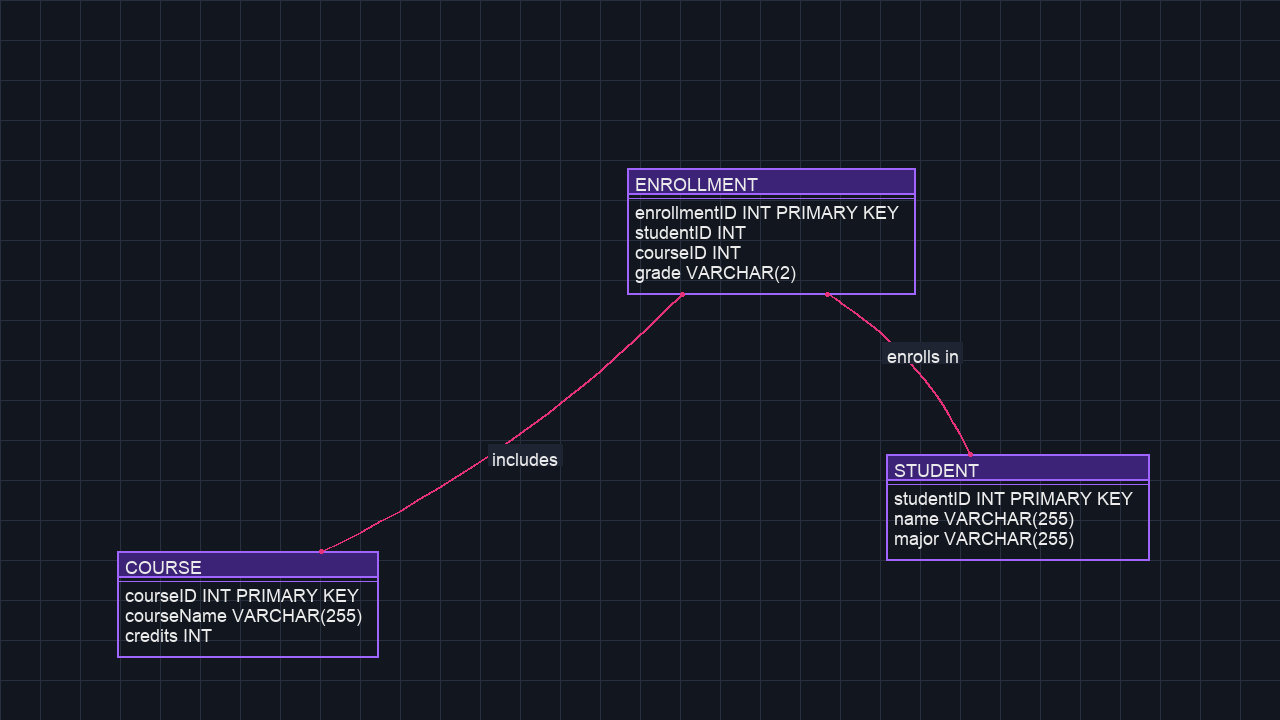 ENROLLMENT
enrollmentID INT PRIMARY KEY
studentID INT
courseID INT
grade VARCHAR(2)
enrolls in
includes
STUDENT
studentID INT PRIMARY KEY
name VARCHAR(255)
major VARCHAR(255)
COURSE
courseID INT PRIMARY KEY
courseName VARCHAR(255)
credits INT